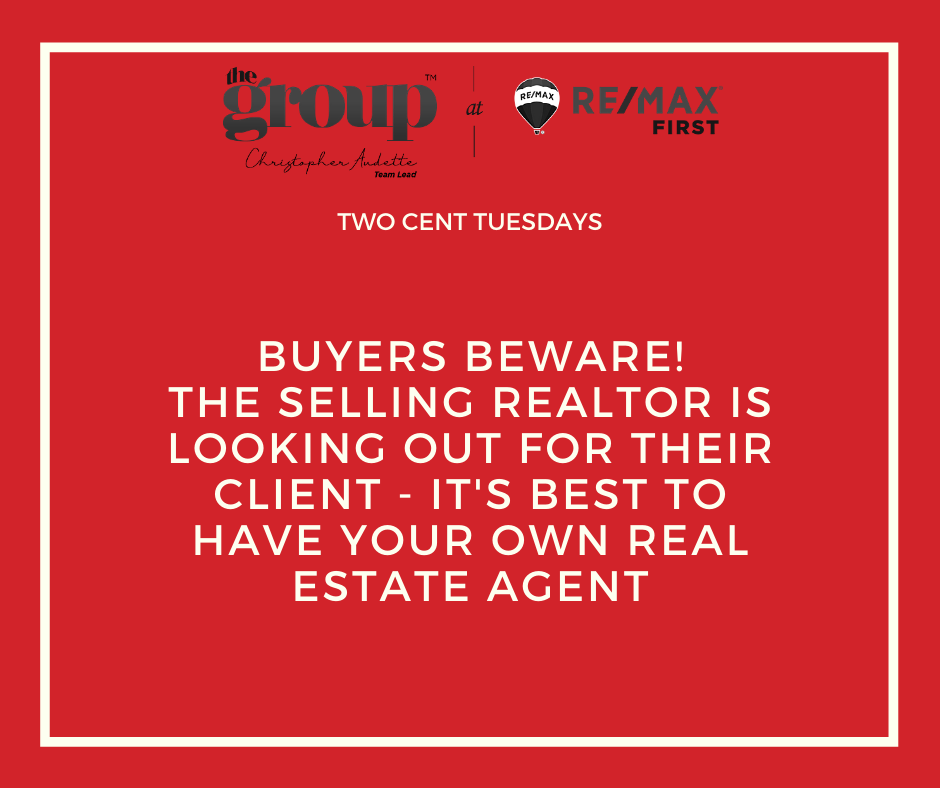 the
group™
Christopher Audette
Team Lead
at
RE/MAX
RE/MAX
FIRST
TWO CENT TUESDAYS
BUYERS BEWARE!
THE SELLING REALTOR IS
LOOKING OUT FOR THEIR
CLIENT - IT'S BEST TO
HAVE YOUR OWN REAL
ESTATE AGENT